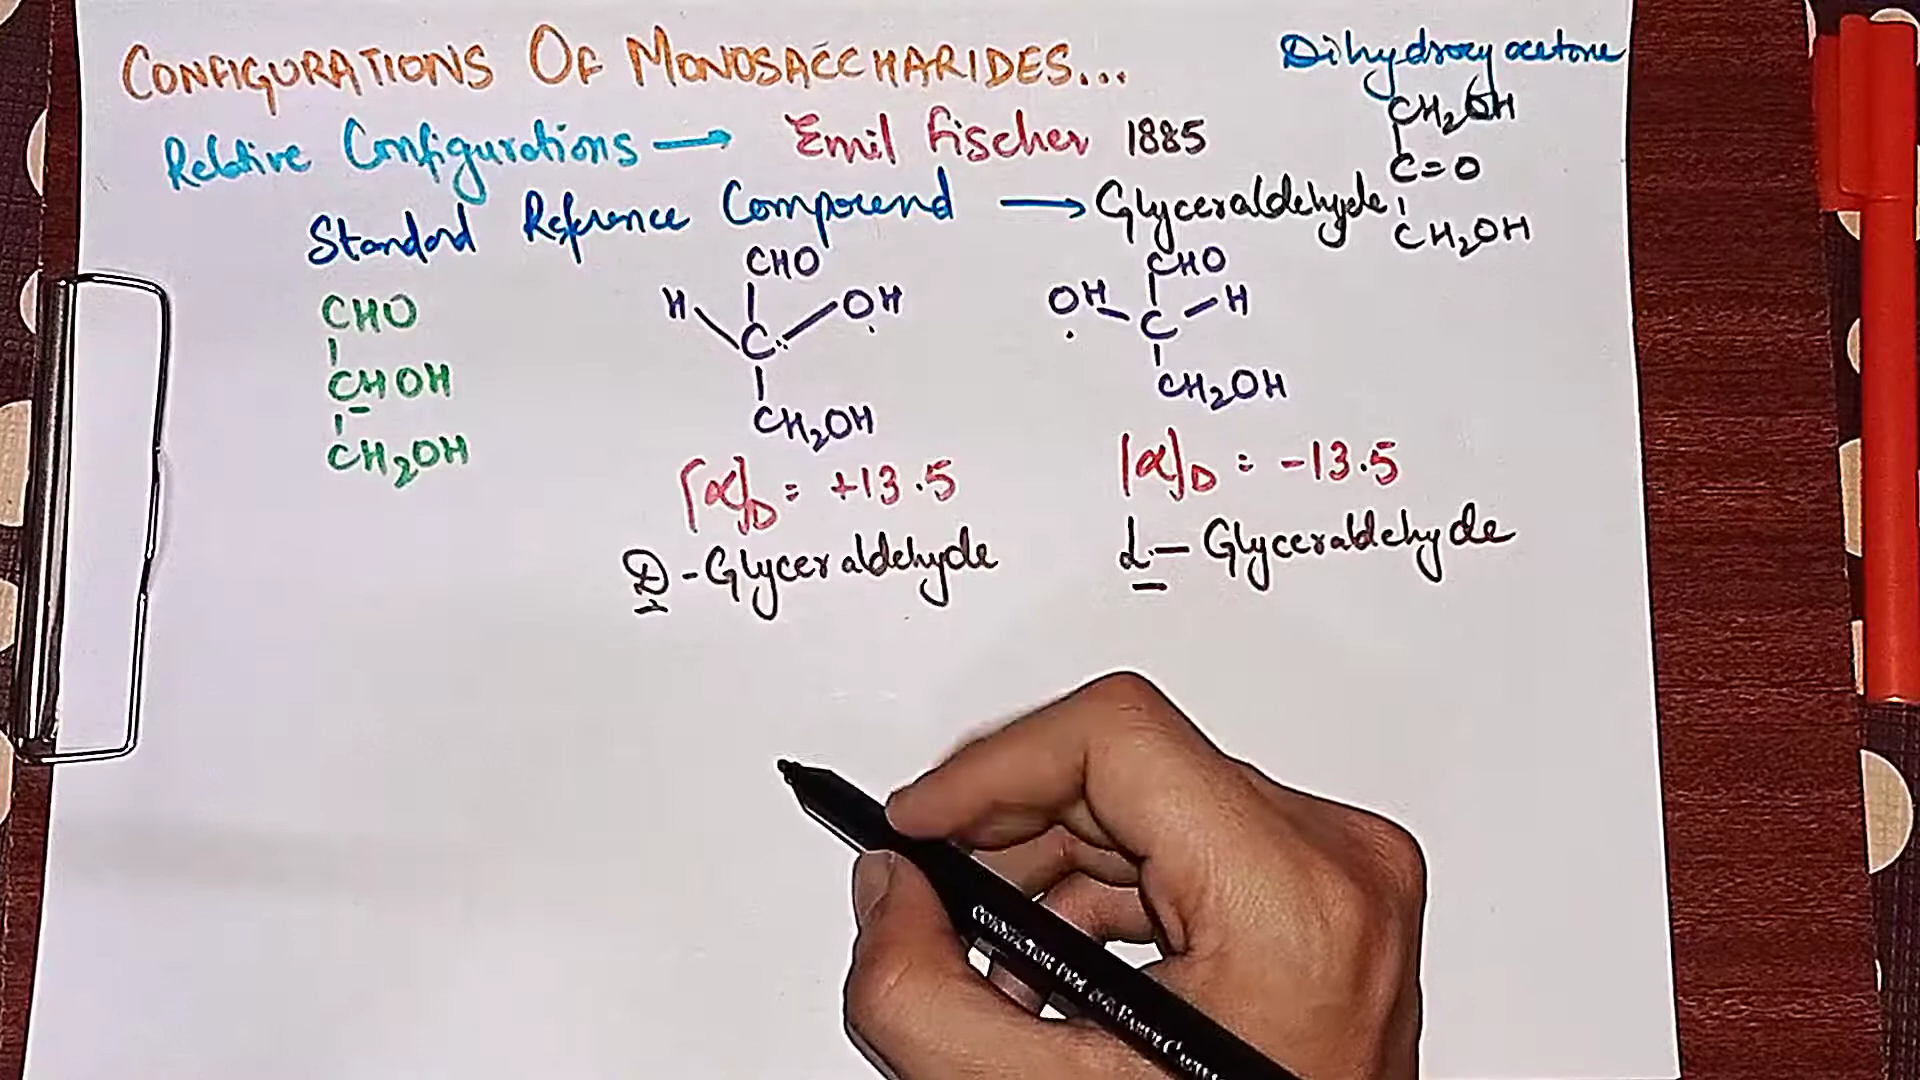 CONFIGURATIONS OF MONOSACCHARIDES...
Dihydroxy acetone
CH₂OH
C=O
CH₂OH
Relative Configurations → Emil Fischer 1885
Standard Reference Compound → Glyceraldehyde
CHO
CHOH
CH₂OH
CHO
H C OH
CH₂OH
[α]D = +13.5
D-Glyceraldehyde
CHO
OH C H
CH₂OH
[α]D = -13.5
L-Glyceraldehyde